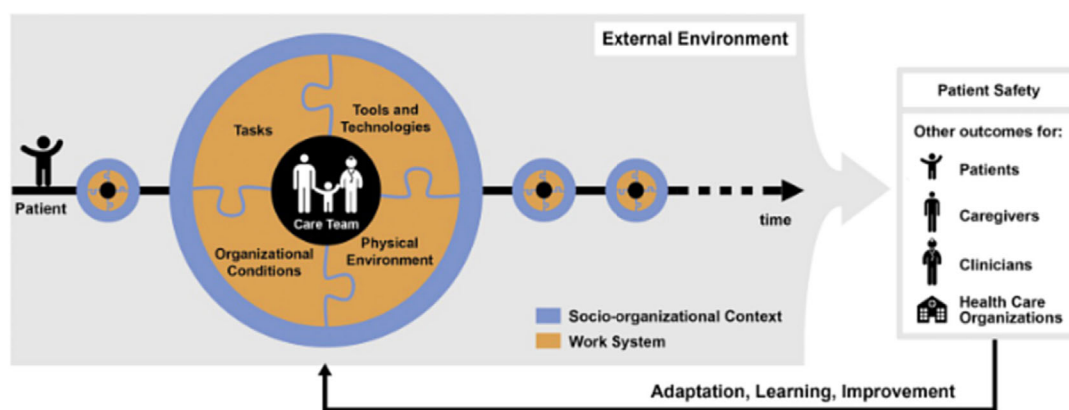 External Environment
Tasks
Tools and
Technologies
Patient
Care Team
Organizational
Conditions
Physical
Environment
time
Socio-organizational Context
Work System
Patient Safety
Other outcomes for:
Patients
Caregivers
Clinicians
Health Care
Organizations
Adaptation, Learning, Improvement